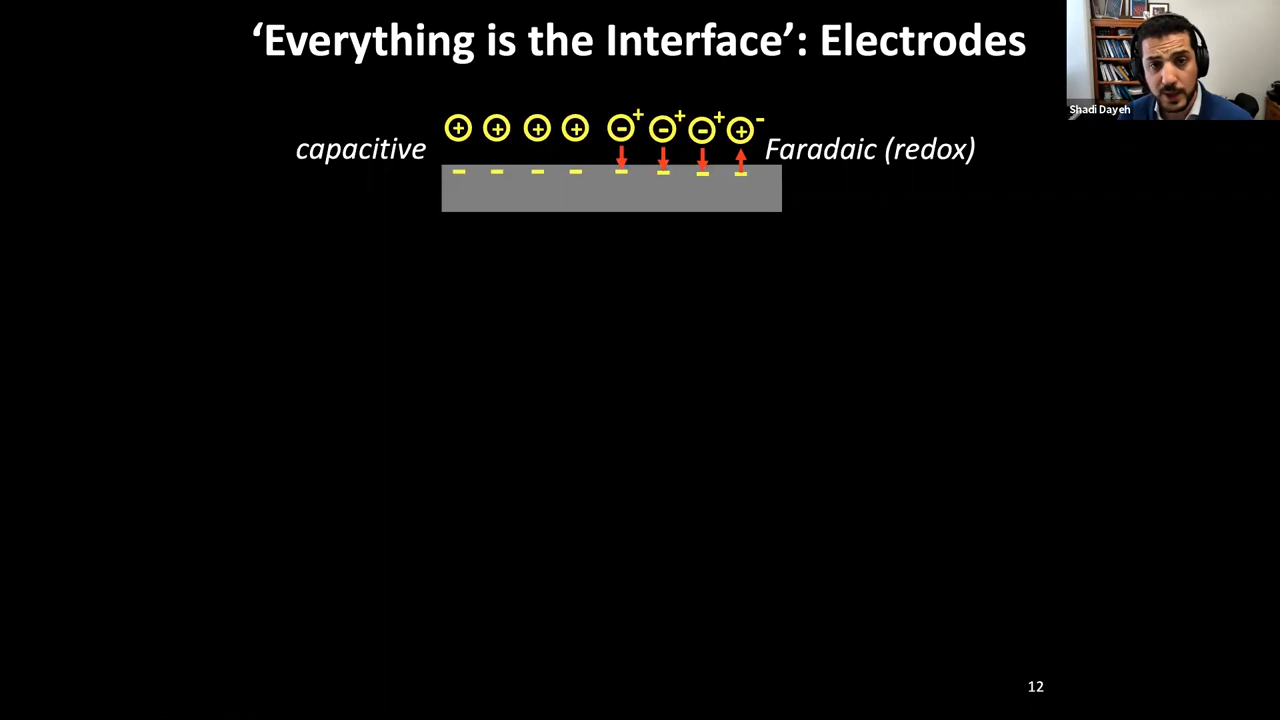 ‘Everything is the Interface’: Electrodes
Shadi Dayeh
+ + + + -+ -+ -+ +-
capacitive
Faradaic (redox)
- - - - - - - -
12